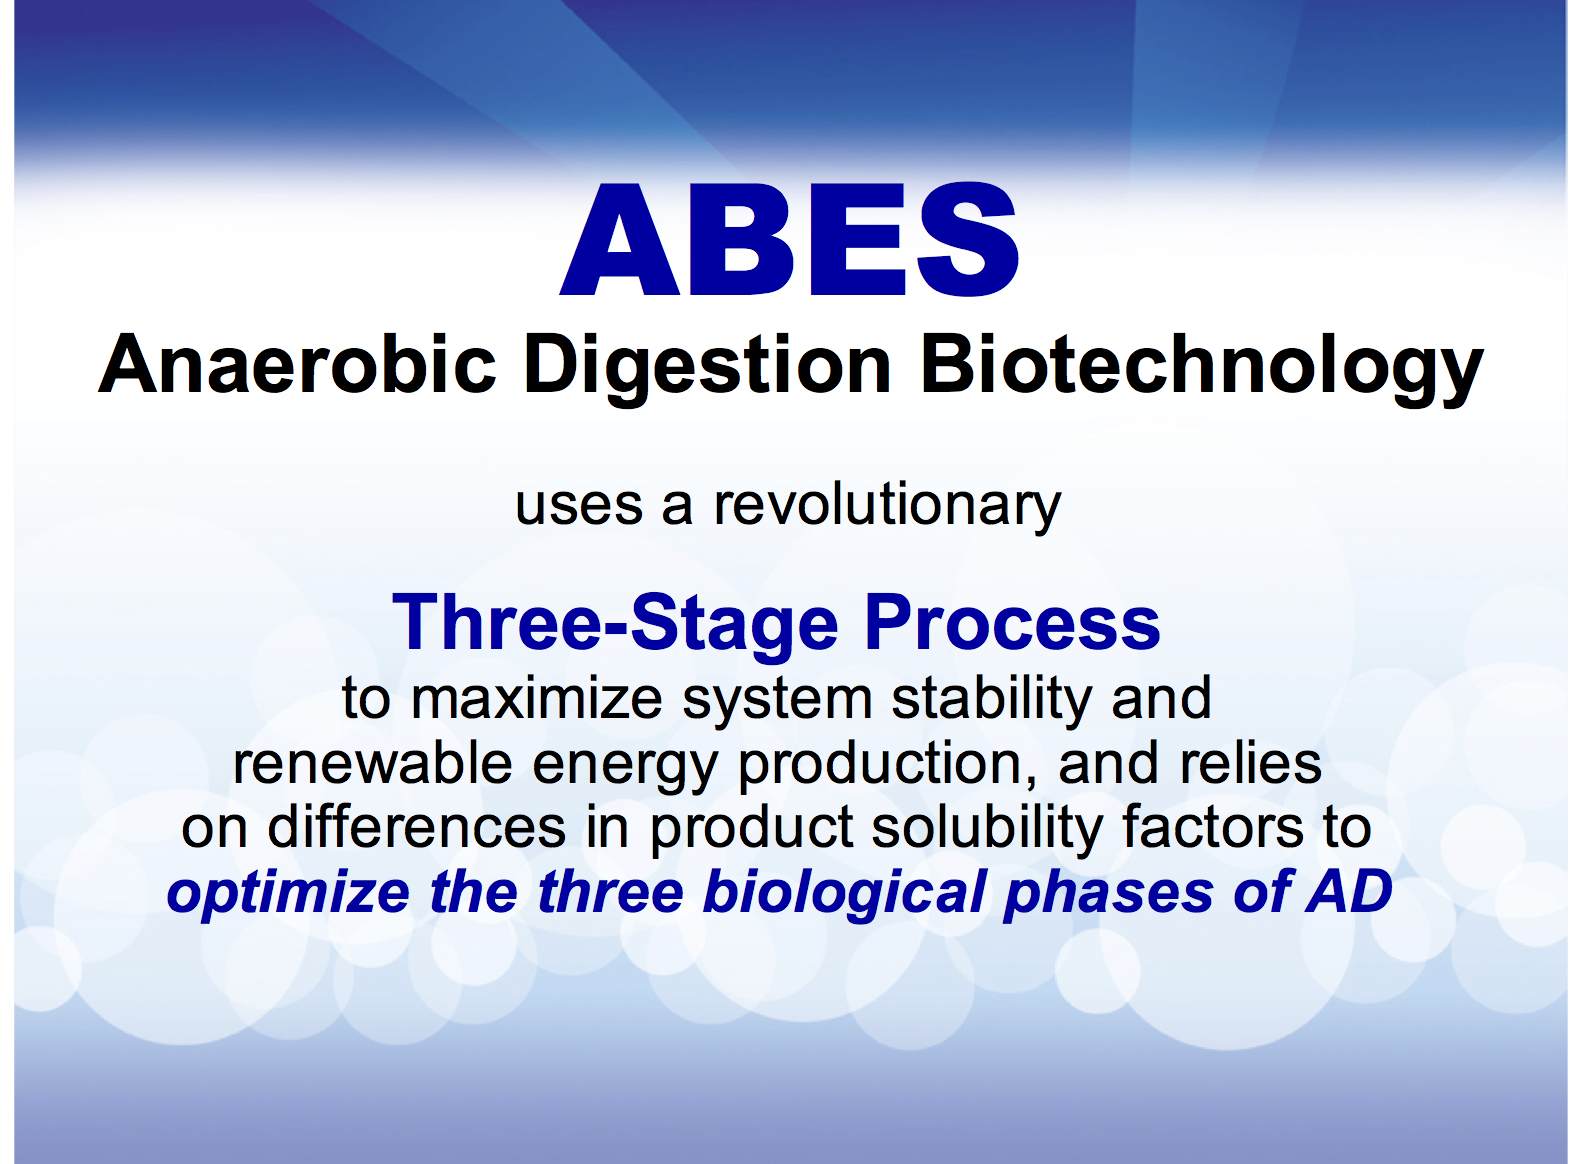 ABES
Anaerobic Digestion Biotechnology
uses a revolutionary
Three-Stage Process
to maximize system stability and
renewable energy production, and relies
on differences in product solubility factors to
optimize the three biological phases of AD